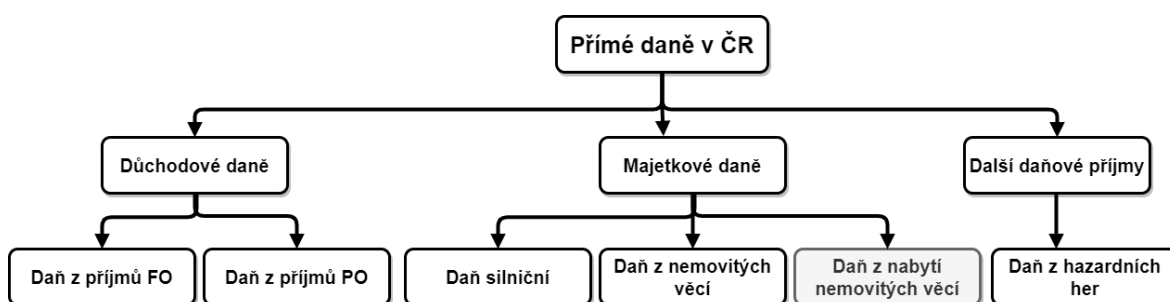 Přímé daně v ČR
Důchodové daně
Majetkové daně
Další daňové příjmy
Daň z příjmů FO
Daň z příjmů PO
Daň silniční
Daň z nemovitých
věcí
Daň z nabytí
nemovitých věcí
Daň z hazardních
her